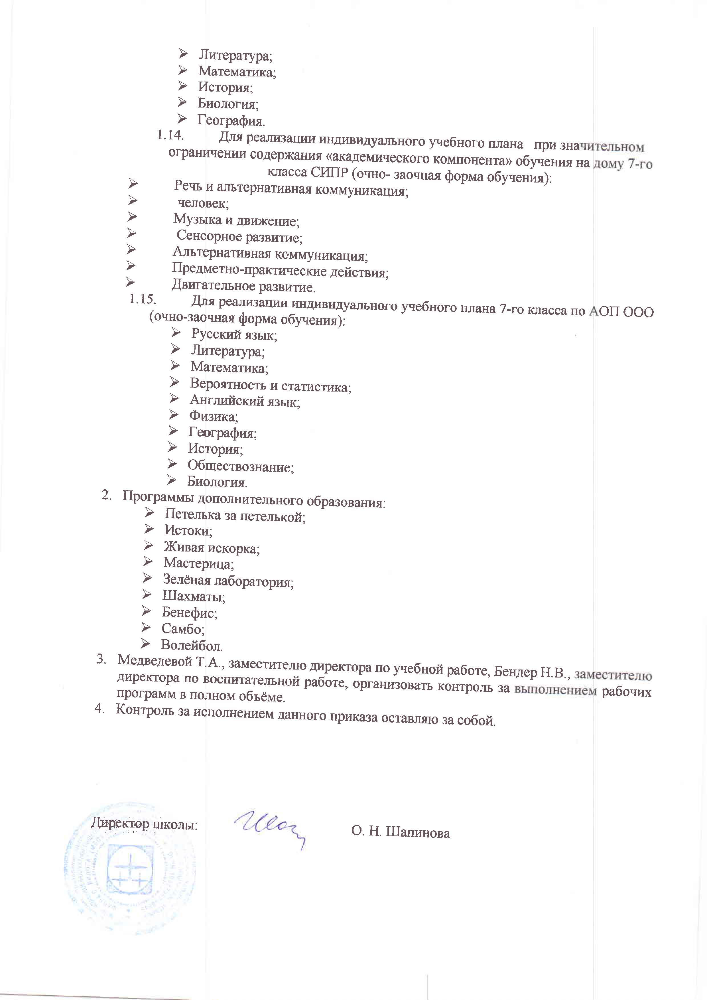 ➢ Литература;
➢ Математика;
➢ История;
➢ Биология;
➢ География.
1.14. Для реализации индивидуального учебного плана при значительном
ограничении содержания «академического компонента» обучения на дому 7-го
класса СИПР (очно- заочная форма обучения):
➢ Речь и альтернативная коммуникация;
➢ человек;
➢ Музыка и движение;
➢ Сенсорное развитие;
➢ Альтернативная коммуникация;
➢ Предметно-практические действия;
➢ Двигательное развитие.
1.15. Для реализации индивидуального учебного плана 7-го класса по АОП ООО
(очно-заочная форма обучения):
➢ Русский язык;
➢ Литература;
➢ Математика;
➢ Вероятность и статистика;
➢ Английский язык;
➢ Физика;
➢ География;
➢ История;
➢ Обществознание;
➢ Биология.
2. Программы дополнительного образования:
➢ Петелька за петелькой;
➢ Истоки;
➢ Живая искорка;
➢ Мастерица;
➢ Зелёная лаборатория;
➢ Шахматы;
➢ Бенефис;
➢ Самбо;
➢ Волейбол.
3. Медведевой Т.А., заместителю директора по учебной работе, Бендер Н.В., заместителю
директора по воспитательной работе, организовать контроль за выполнением рабочих
программ в полном объёме.
4. Контроль за исполнением данного приказа оставляю за собой.
Директор школы: О. Н. Шапинова